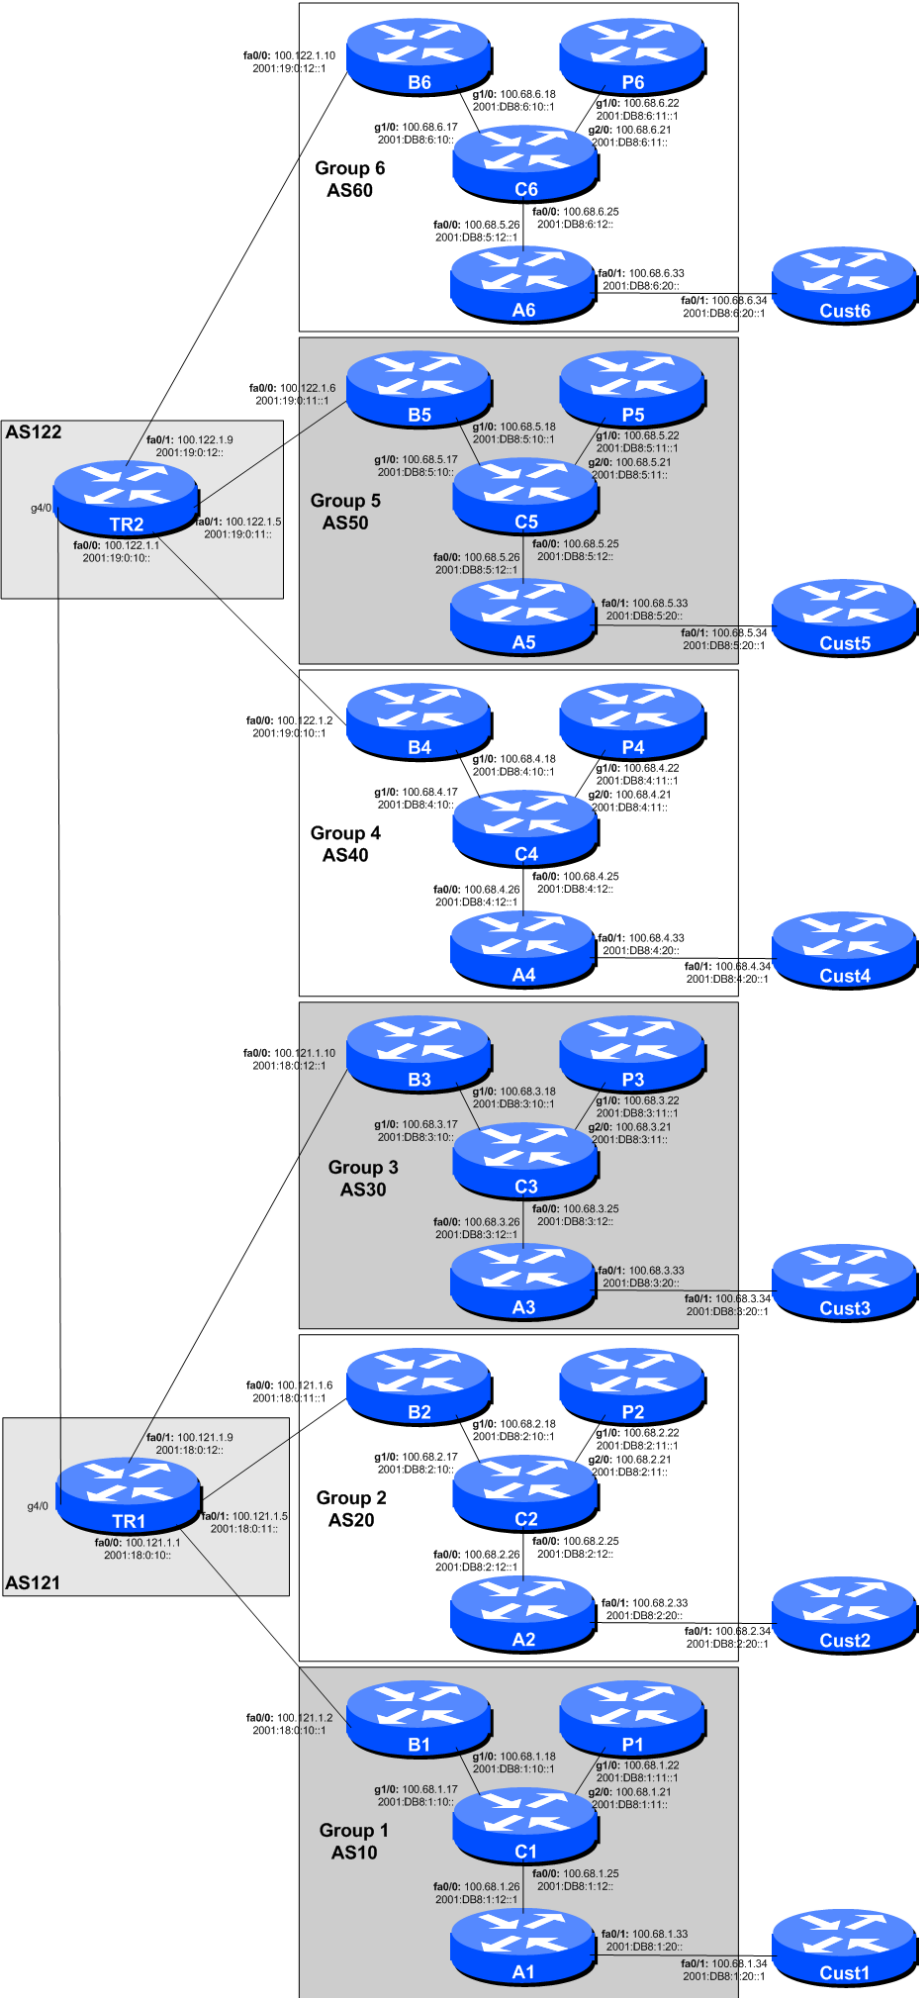 fa0/0: 100.122.1.10
2001:19:0:12::1
B6
P6
g1/0: 100.68.6.18
2001:DB8:6:10::1
g1/0: 100.68.6.22
2001:DB8:6:11::1
g1/0: 100.68.6.17
2001:DB8:6:10::
g2/0: 100.68.6.21
2001:DB8:6:11::
Group 6
AS60
C6
fa0/0: 100.68.6.25
2001:DB8:6:12::
fa0/0: 100.68.5.26
2001:DB8:5:12::1
A6
fa0/1: 100.68.6.33
2001:DB8:6:20::
fa0/1: 100.68.6.34
2001:DB8:6:20::1
Cust6
fa0/0: 100.122.1.6
2001:19:0:11::1
B5
P5
g1/0: 100.68.5.18
2001:DB8:5:10::1
g1/0: 100.68.5.22
2001:DB8:5:11::1
g1/0: 100.68.5.17
2001:DB8:5:10::
g2/0: 100.68.5.21
2001:DB8:5:11::
AS122
fa0/1: 100.122.1.9
2001:19:0:12::
g4/0
TR2
fa0/1: 100.122.1.5
2001:19:0:11::
fa0/0: 100.122.1.1
2001:19:0:10::
Group 5
AS50
C5
fa0/0: 100.68.5.25
2001:DB8:5:12::
fa0/0: 100.68.5.26
2001:DB8:5:12::1
A5
fa0/1: 100.68.5.33
2001:DB8:5:20::
fa0/1: 100.68.5.34
2001:DB8:5:20::1
Cust5
fa0/0: 100.122.1.2
2001:19:0:10::1
B4
P4
g1/0: 100.68.4.18
2001:DB8:4:10::1
g1/0: 100.68.4.22
2001:DB8:4:11::1
g1/0: 100.68.4.17
2001:DB8:4:10::
g2/0: 100.68.4.21
2001:DB8:4:11::
Group 4
AS40
C4
fa0/0: 100.68.4.25
2001:DB8:4:12::
fa0/0: 100.68.4.26
2001:DB8:4:12::1
A4
fa0/1: 100.68.4.33
2001:DB8:4:20::
fa0/1: 100.68.4.34
2001:DB8:4:20::1
Cust4
fa0/0: 100.121.1.10
2001:18:0:12::1
B3
P3
g1/0: 100.68.3.18
2001:DB8:3:10::1
g1/0: 100.68.3.22
2001:DB8:3:11::1
g1/0: 100.68.3.17
2001:DB8:3:10::
g2/0: 100.68.3.21
2001:DB8:3:11::
Group 3
AS30
C3
fa0/0: 100.68.3.25
2001:DB8:3:12::
fa0/0: 100.68.3.26
2001:DB8:3:12::1
A3
fa0/1: 100.68.3.33
2001:DB8:3:20::
fa0/1: 100.68.3.34
2001:DB8:3:20::1
Cust3
fa0/0: 100.121.1.6
2001:18:0:11::1
B2
P2
g1/0: 100.68.2.18
2001:DB8:2:10::1
g1/0: 100.68.2.22
2001:DB8:2:11::1
g1/0: 100.68.2.17
2001:DB8:2:10::
g2/0: 100.68.2.21
2001:DB8:2:11::
fa0/1: 100.121.1.9
2001:18:0:12::
g4/0
TR1
fa0/1: 100.121.1.5
2001:18:0:11::
fa0/0: 100.121.1.1
2001:18:0:10::
AS121
Group 2
AS20
C2
fa0/0: 100.68.2.25
2001:DB8:2:12::
fa0/0: 100.68.2.26
2001:DB8:2:12::1
A2
fa0/1: 100.68.2.33
2001:DB8:2:20::
fa0/1: 100.68.2.34
2001:DB8:2:20::1
Cust2
fa0/0: 100.121.1.2
2001:18:0:10::1
B1
P1
g1/0: 100.68.1.18
2001:DB8:1:10::1
g1/0: 100.68.1.22
2001:DB8:1:11::1
g1/0: 100.68.1.17
2001:DB8:1:10::
g2/0: 100.68.1.21
2001:DB8:1:11::
Group 1
AS10
C1
fa0/0: 100.68.1.25
2001:DB8:1:12::
fa0/0: 100.68.1.26
2001:DB8:1:12::1
A1
fa0/1: 100.68.1.33
2001:DB8:1:20::
fa0/1: 100.68.1.34
2001:DB8:1:20::1
Cust1